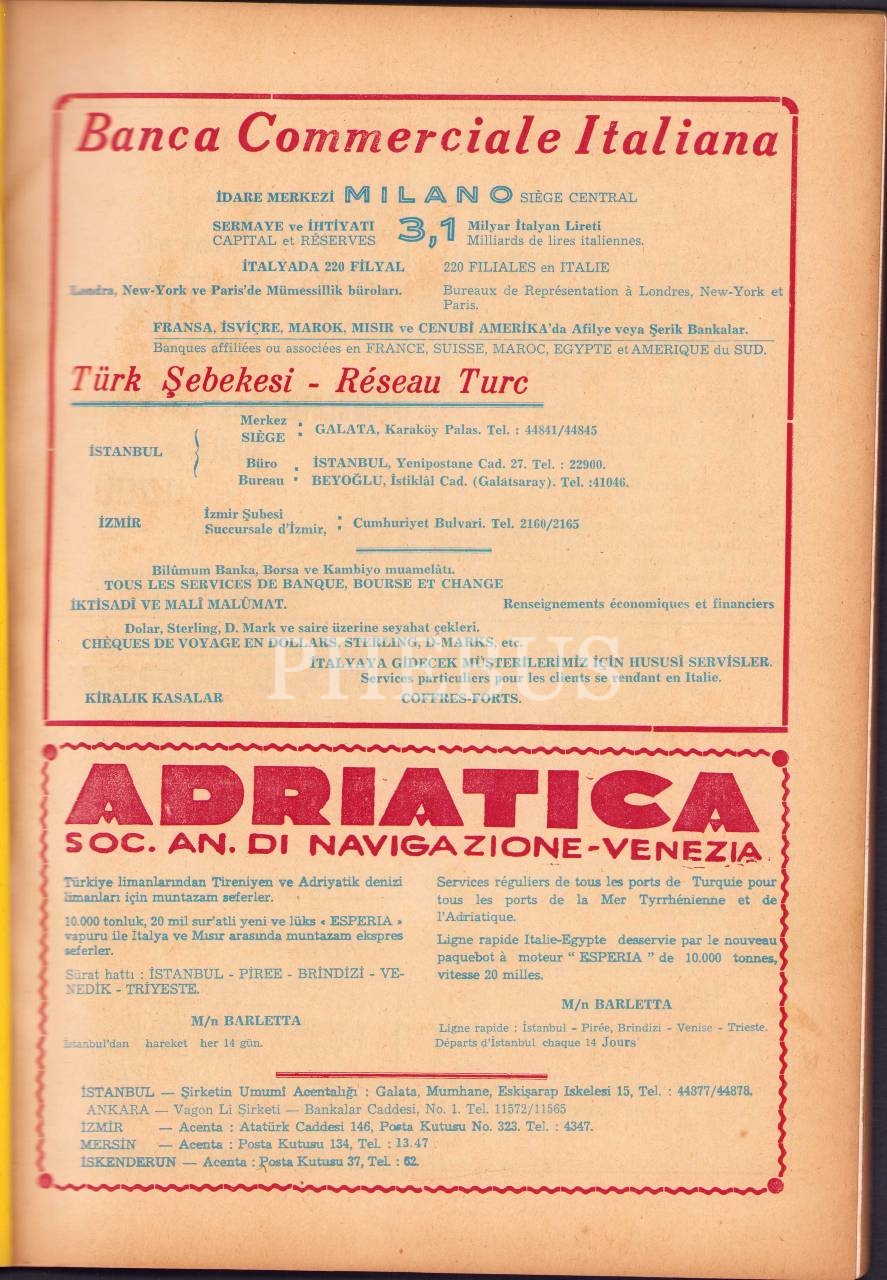 Banca Commerciale Italiana
İDARE MERKEZİ MILANO SIÈGE CENTRAL
SERMAYE ve İHTİYATI 3,1 Milyar İtalyan Lireti
CAPITAL et RÉSERVES Milliards de lires italiennes.
İTALYADA 220 FİLYAL 220 FILIALES en ITALIE
Londra, New-York ve Paris'de Mümessillik büroları. Bureaux de Représentation à Londres, New-York et
Paris.
FRANSA, İSVİÇRE, MAROK, MISIR ve CENUBÎ AMERİKA'da Afilye veya Şerik Bankalar.
Banques affiliées ou associées en FRANCE, SUISSE, MAROC, EGYPTE et AMERIQUE du SUD.
Türk Şebekesi - Réseau Turc
Merkez
SIÈGE : GALATA, Karaköy Palas. Tel. : 44841/44845
İSTANBUL
Büro : İSTANBUL, Yenipostane Cad. 27. Tel. : 22900.
Bureau BEYOĞLU, İstiklâl Cad. (Galatsaray). Tel. :41046.
İZMİR İzmir Şubesi
Succursale d'İzmir, : Cumhuriyet Bulvari. Tel. 2160/2165
Bilûmum Banka, Borsa ve Kambiyo muamelâtı.
TOUS LES SERVICES DE BANQUE, BOURSE ET CHANGE
İKTİSADÎ VE MALÎ MALÛMAT. Renseignements économiques et financiers
Dolar, Sterling, D. Mark ve saire üzerine seyahat çekleri.
CHÈQUES DE VOYAGE EN DOLLARS, STERLING, D-MARKS, etc.
PHEBUS
İTALYAYA GİDECEK MÜŞTERİLERİMİZ İÇİN HUSUSÎ SERVİSLER.
Services particuliers pour les clients se rendant en Italie.
KİRALIK KASALAR COFFRES-FORTS.
ADRIATICA
SOC. AN. DI NAVIGAZIONE-VENEZIA
Türkiye limanlarından Tireniyen ve Adriyatik denizi
limanları için muntazam seferler.
10.000 tonluk, 20 mil sur'atli yeni ve lüks « ESPERIA »
vapuru ile İtalya ve Mısır arasında muntazam ekspres
seferler.
Sürat hattı : İSTANBUL - PIREE - BRİNDİZİ - VE-
NEDİK - TRİYESTE.
M/n BARLETTA
İstanbul'dan hareket her 14 gün.
Services réguliers de tous les ports de Turquie pour
tous les ports de la Mer Tyrrhénienne et de
l'Adriatique.
Ligne rapide Italie-Egypte desservie par le nouveau
paquebot à moteur " ESPERIA " de 10.000 tonnes,
vitesse 20 milles.
M/n BARLETTA
Ligne rapide : İstanbul - Pirée, Brindizi - Venise - Trieste.
Départs d'İstanbul chaque 14 Jours
İSTANBUL — Şirketin Umumî Acentalığı : Galata, Mumhane, Eskişarap İskelesi 15, Tel. : 44877/44878.
ANKARA — Vagon Li Şirketi — Bankalar Caddesi, No. 1. Tel. 11572/11565
İZMİR — Acenta : Atatürk Caddesi 146, Posta Kutusu No. 323. Tel. : 4347.
MERSİN — Acenta : Posta Kutusu 134, Tel. : 13.47
İSKENDERUN — Acenta : Posta Kutusu 37, Tel. : 62.